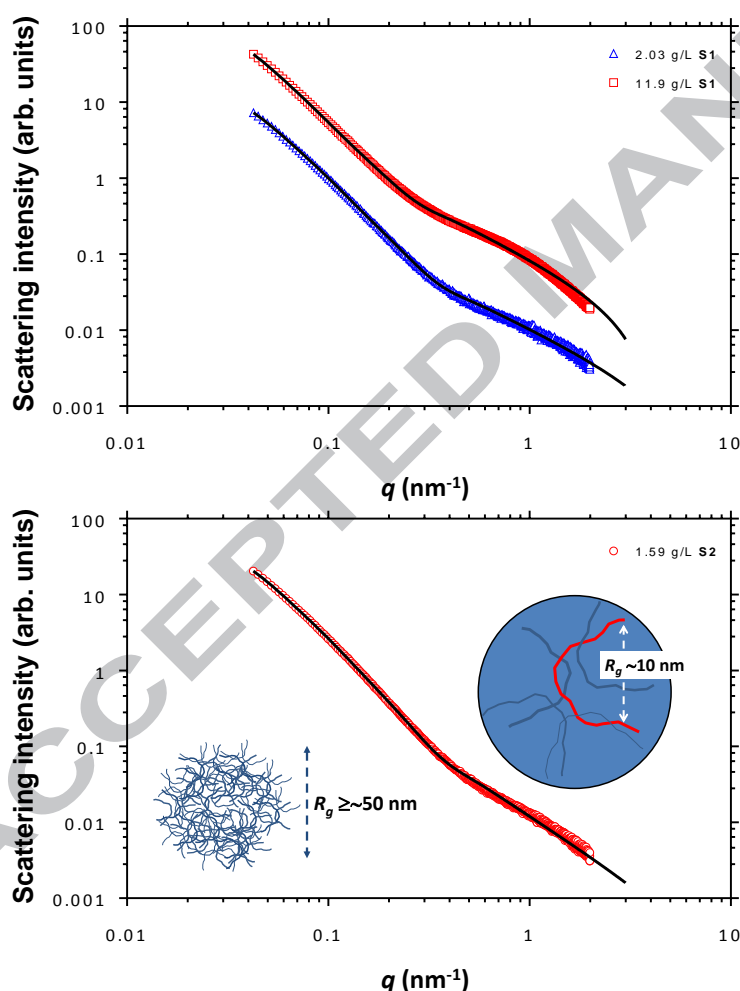 Scattering intensity (arb. units)
100
10
1
0.1
0.01
0.001
0.01
0.1
1
10
q (nm-1)
2.03 g/L S1
11.9 g/L S1
Scattering intensity (arb. units)
100
10
1
0.1
0.01
0.001
0.01
0.1
1
10
q (nm-1)
1.59 g/L S2
Rg ~10 nm
Rg ≥~50 nm
ACCEPTED MAN